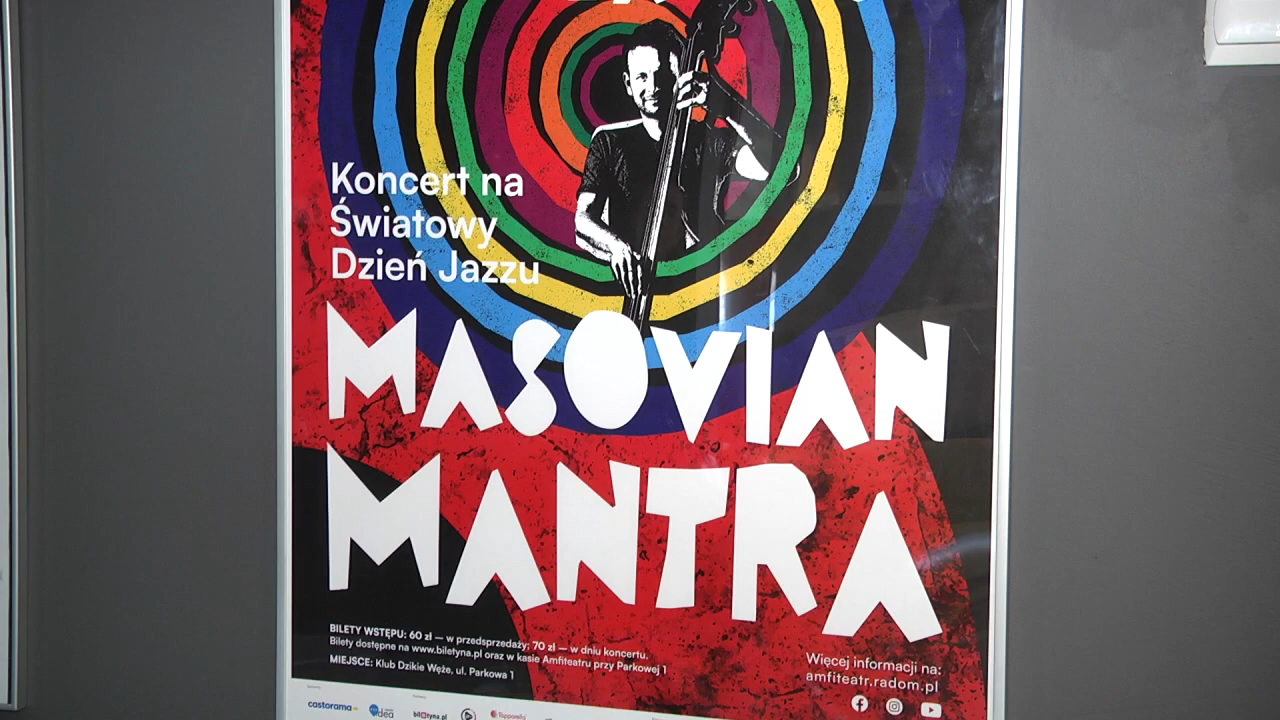 Koncert na
Światowy
Dzień Jazzu
MASOVIAN
MANTRA
BILETY WSTĘPU: 60 zł — w przedsprzedaży; 70 zł — w dniu koncertu.
Bilety dostępne na www.biletyna.pl oraz w kasie Amfiteatru przy Parkowej 1
MIEJSCE: Klub Dzikie Węże, ul. Parkowa 1
Więcej informacji na:
amfiteatr.radom.pl
castorama
biletyna.pl